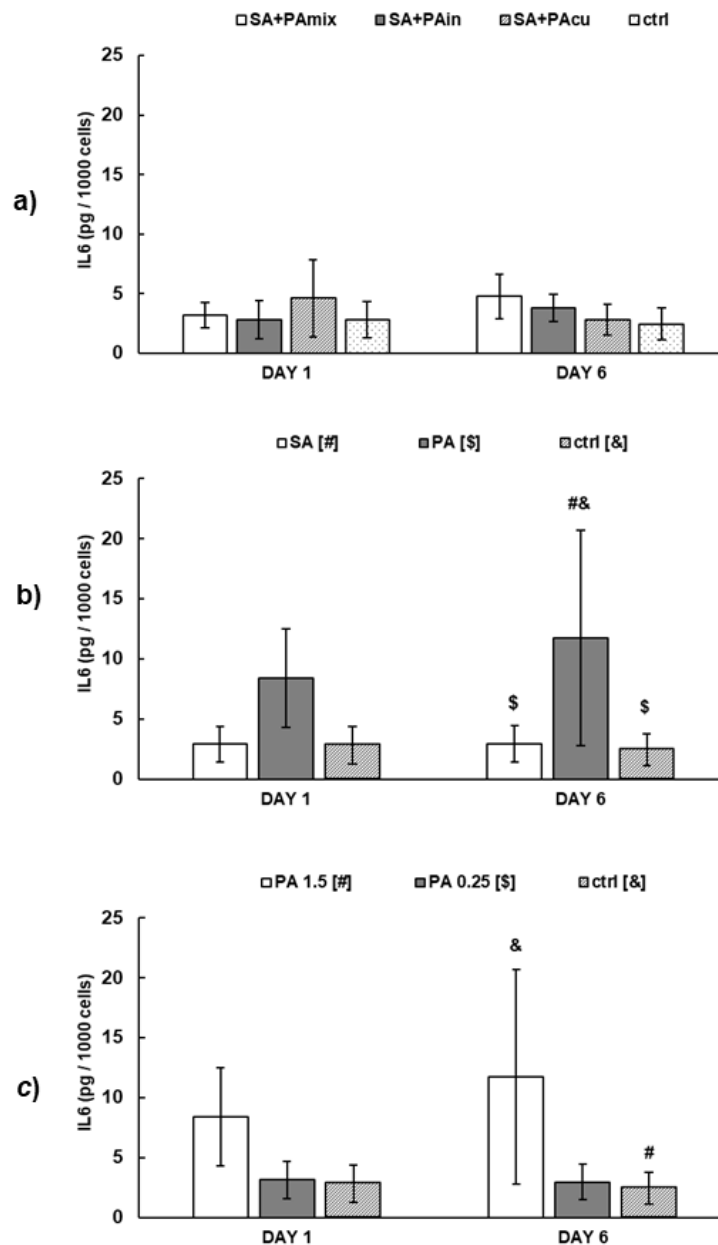 SA+PAmix SA+PAin SA+PAcu ctrl
25
20
15
10
5
0
IL6 (pg / 1000 cells)
a)
DAY 1 DAY 6
SA [#] PA [$] ctrl [&]
25
20
15
10
5
0
IL6 (pg / 1000 cells)
b)
#&
$ $
DAY 1 DAY 6
PA 1.5 [#] PA 0.25 [$] ctrl [&]
25
20
15
10
5
0
IL6 (pg / 1000 cells)
c)
&
#
DAY 1 DAY 6